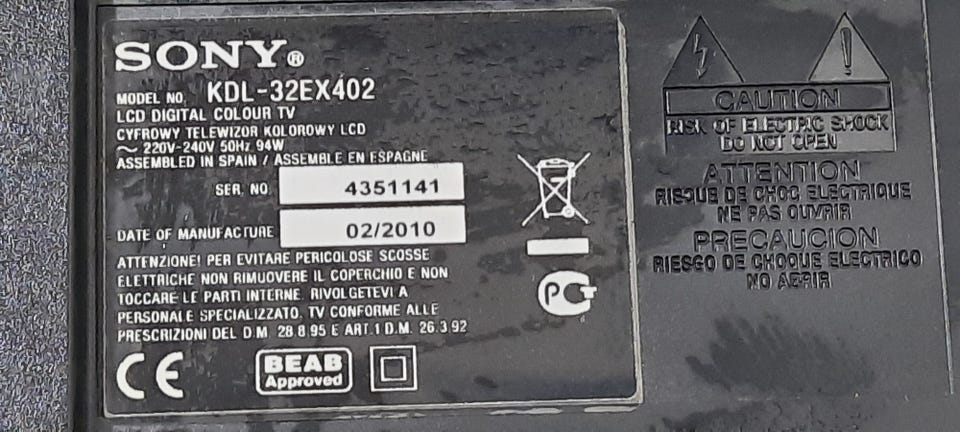 SONY®
MODEL NO. KDL-32EX402
LCD DIGITAL COLOUR TV
CYFROWY TELEWIZOR KOLOROWY LCD
~ 220V-240V 50Hz 94W
ASSEMBLED IN SPAIN / ASSEMBLE EN ESPAGNE
SER. NO. 4351141
DATE OF MANUFACTURE 02/2010
ATTENZIONE! PER EVITARE PERICOLOSE SCOSSE
ELETTRICHE NON RIMUOVERE IL COPERCHIO E NON
TOCCARE LE PARTI INTERNE. RIVOLGETEVI A
PERSONALE SPECIALIZZATO. TV CONFORME ALLE
PRESCRIZIONI DEL D.M. 28.8.95 E ART.1 D.M. 26.3.92
CE
BEAB
Approved
PCT
CAUTION
RISK OF ELECTRIC SHOCK
DO NOT OPEN
ATTENTION
RISQUE DE CHOC ELECTRIQUE
NE PAS OUVRIR
PRECAUCION
RIESGO DE CHOQUE ELECTRICO
NO ABRIR